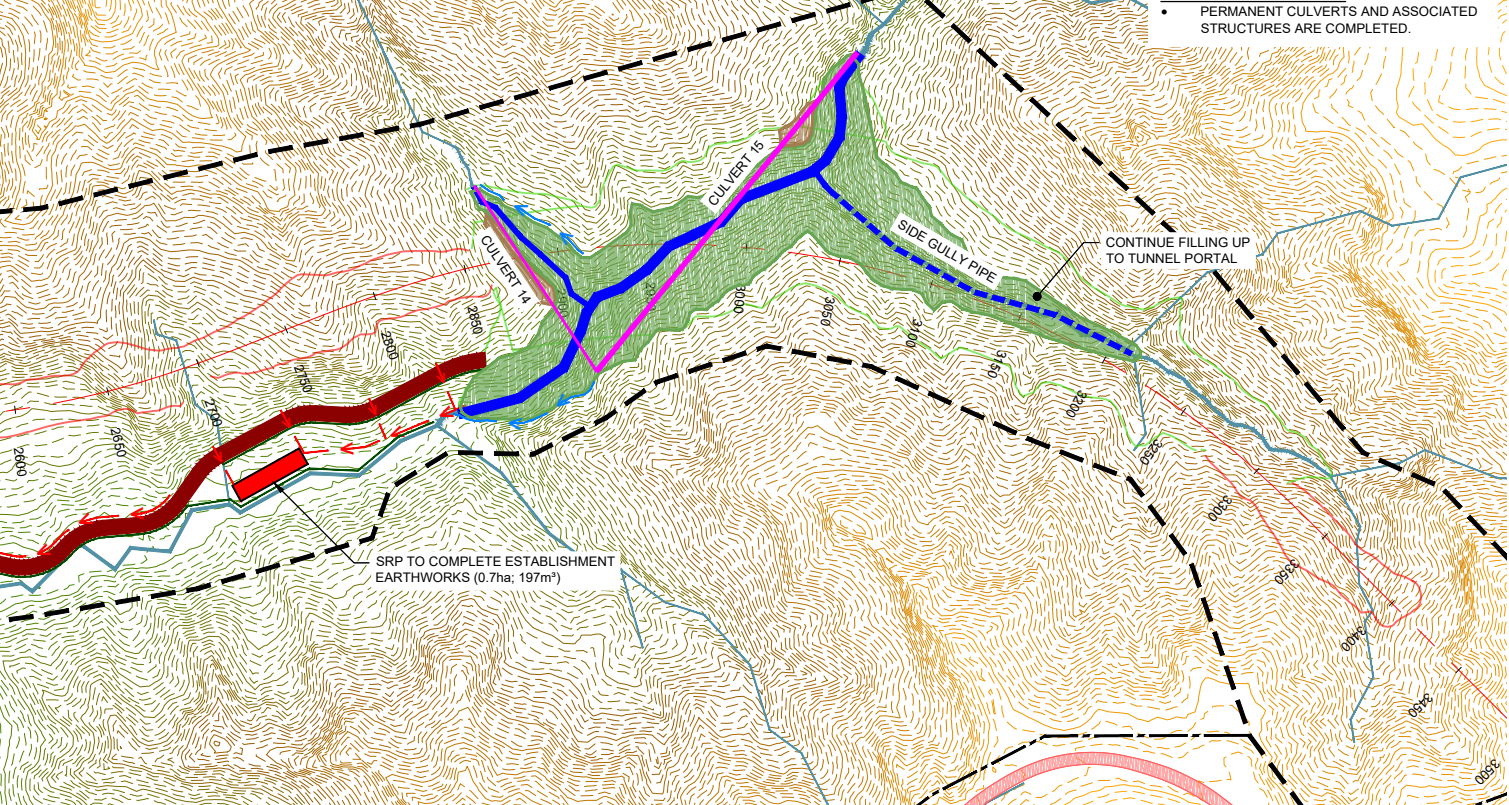 • PERMANENT CULVERTS AND ASSOCIATED
STRUCTURES ARE COMPLETED.
CULVERT 15
CULVERT 14
SIDE GULLY PIPE
CONTINUE FILLING UP
TO TUNNEL PORTAL
2600
2650
2700
2750
2800
2850
3000
3050
3100
3150
3200
3250
3300
3350
3400
3450
3500
SRP TO COMPLETE ESTABLISHMENT
EARTHWORKS (0.7ha; 197m³)